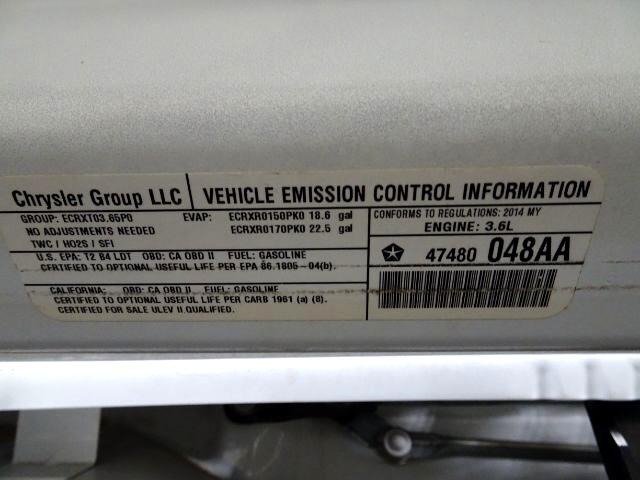 Chrysler Group LLC
VEHICLE EMISSION CONTROL INFORMATION
GROUP: ECRXT03.65P0 EVAP: ECRXR0150PK0 18.6 gal
NO ADJUSTMENTS NEEDED ECRXR0170PK0 22.5 gal
TWC / HO2S / SFI
U.S. EPA: T2 B4 LDT OBD: CA OBD II FUEL: GASOLINE
CERTIFIED TO OPTIONAL USEFUL LIFE PER EPA 86.1805-04(b).
CALIFORNIA: OBD: CA OBD II FUEL: GASOLINE
CERTIFIED TO OPTIONAL USEFUL LIFE PER CARB 1961 (a) (8).
CERTIFIED FOR SALE ULEV II QUALIFIED.
CONFORMS TO REGULATIONS: 2014 MY
ENGINE: 3.6L
47480 048AA